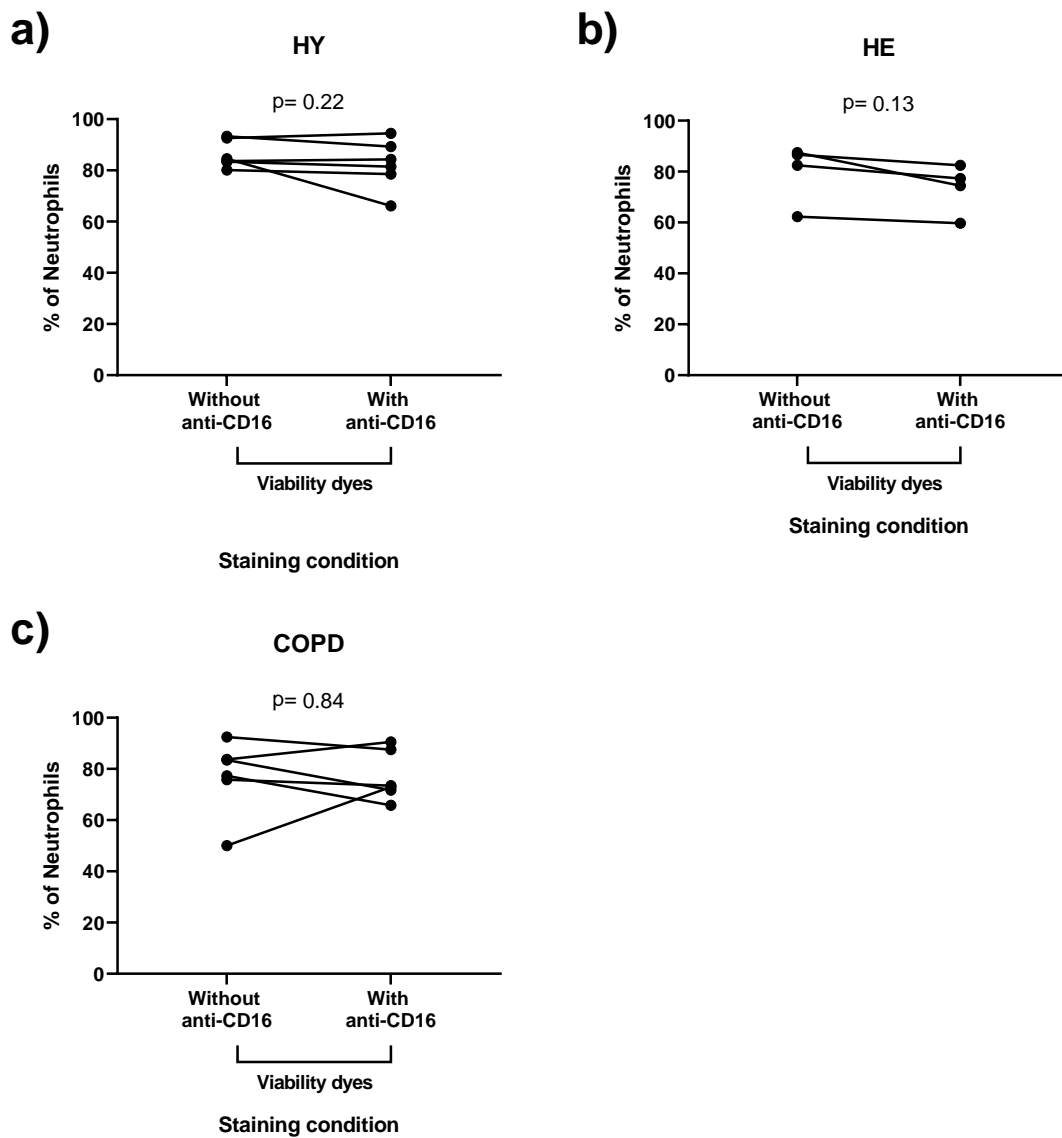 a)
HY
p= 0.22
% of Neutrophils
100
80
60
40
20
0
Without
anti-CD16
With
anti-CD16
Viability dyes
Staining condition
b)
HE
p= 0.13
% of Neutrophils
100
80
60
40
20
0
Without
anti-CD16
With
anti-CD16
Viability dyes
Staining condition
c)
COPD
p= 0.84
% of Neutrophils
100
80
60
40
20
0
Without
anti-CD16
With
anti-CD16
Viability dyes
Staining condition